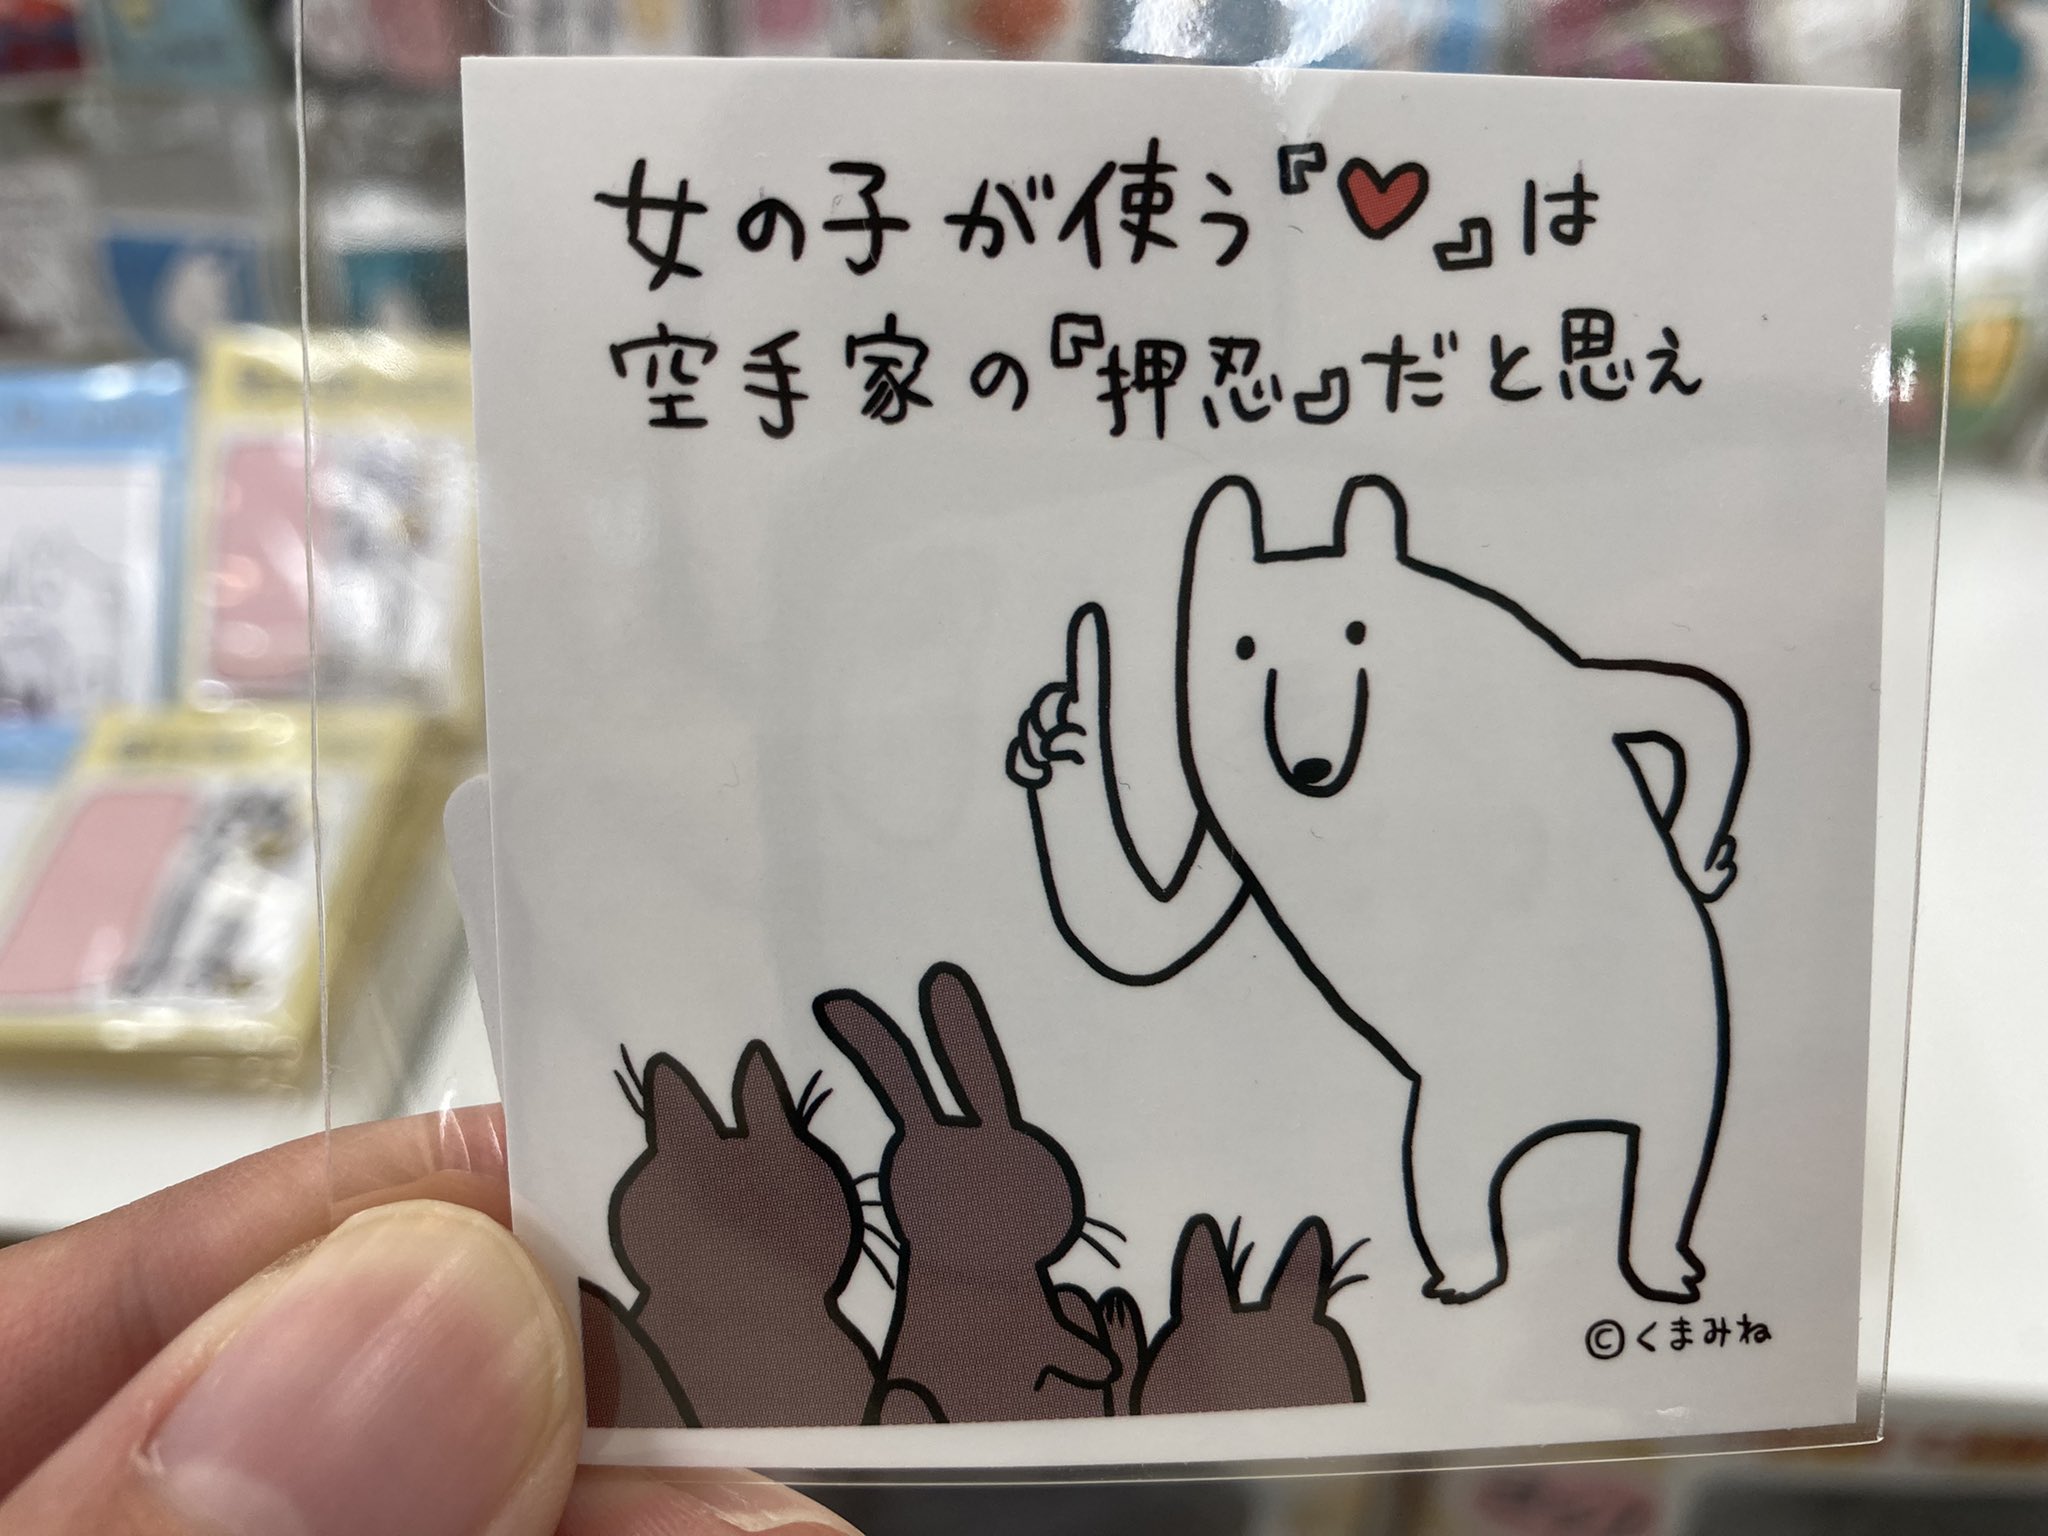 女の子が使う『♥』は
空手家の『押忍』だと思え
©くまみね